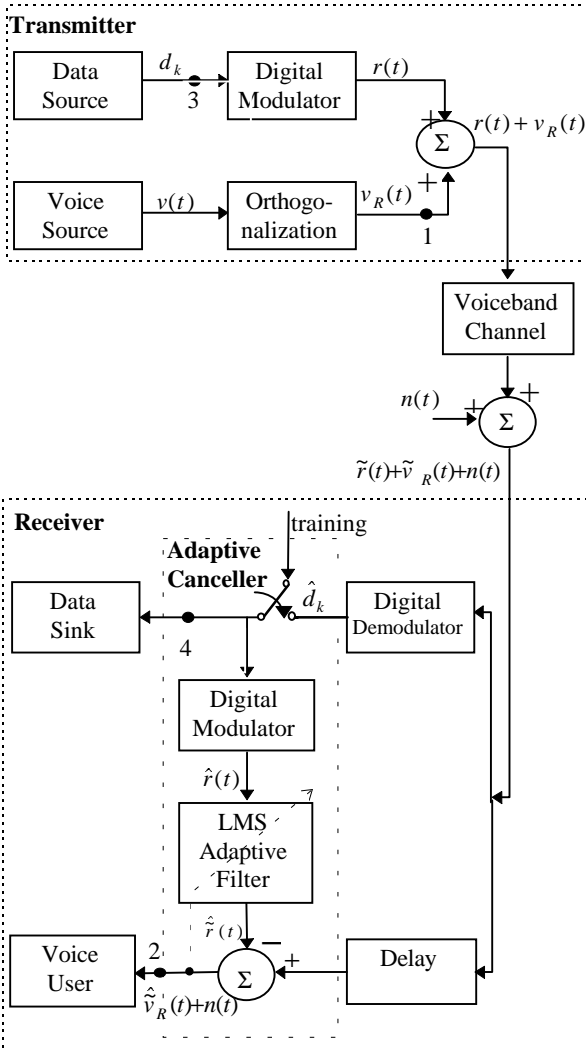 Transmitter
Data
Source
d_k
3
Digital
Modulator
r(t)
+
Σ
r(t) + v_R(t)
+
Voice
Source
v(t)
Orthogo-
nalization
v_R(t)
1
Voiceband
Channel
n(t)
+
+
Σ
r̃(t)+ṽ_R(t)+n(t)
Receiver
training
Adaptive
Canceller
Data
Sink
4
d̂_k
Digital
Demodulator
Digital
Modulator
r̂(t)
LMS
Adaptive
Filter
r̃̂(t)
−
+
Σ
Delay
Voice
User
2
ṽ̂_R(t)+n(t)